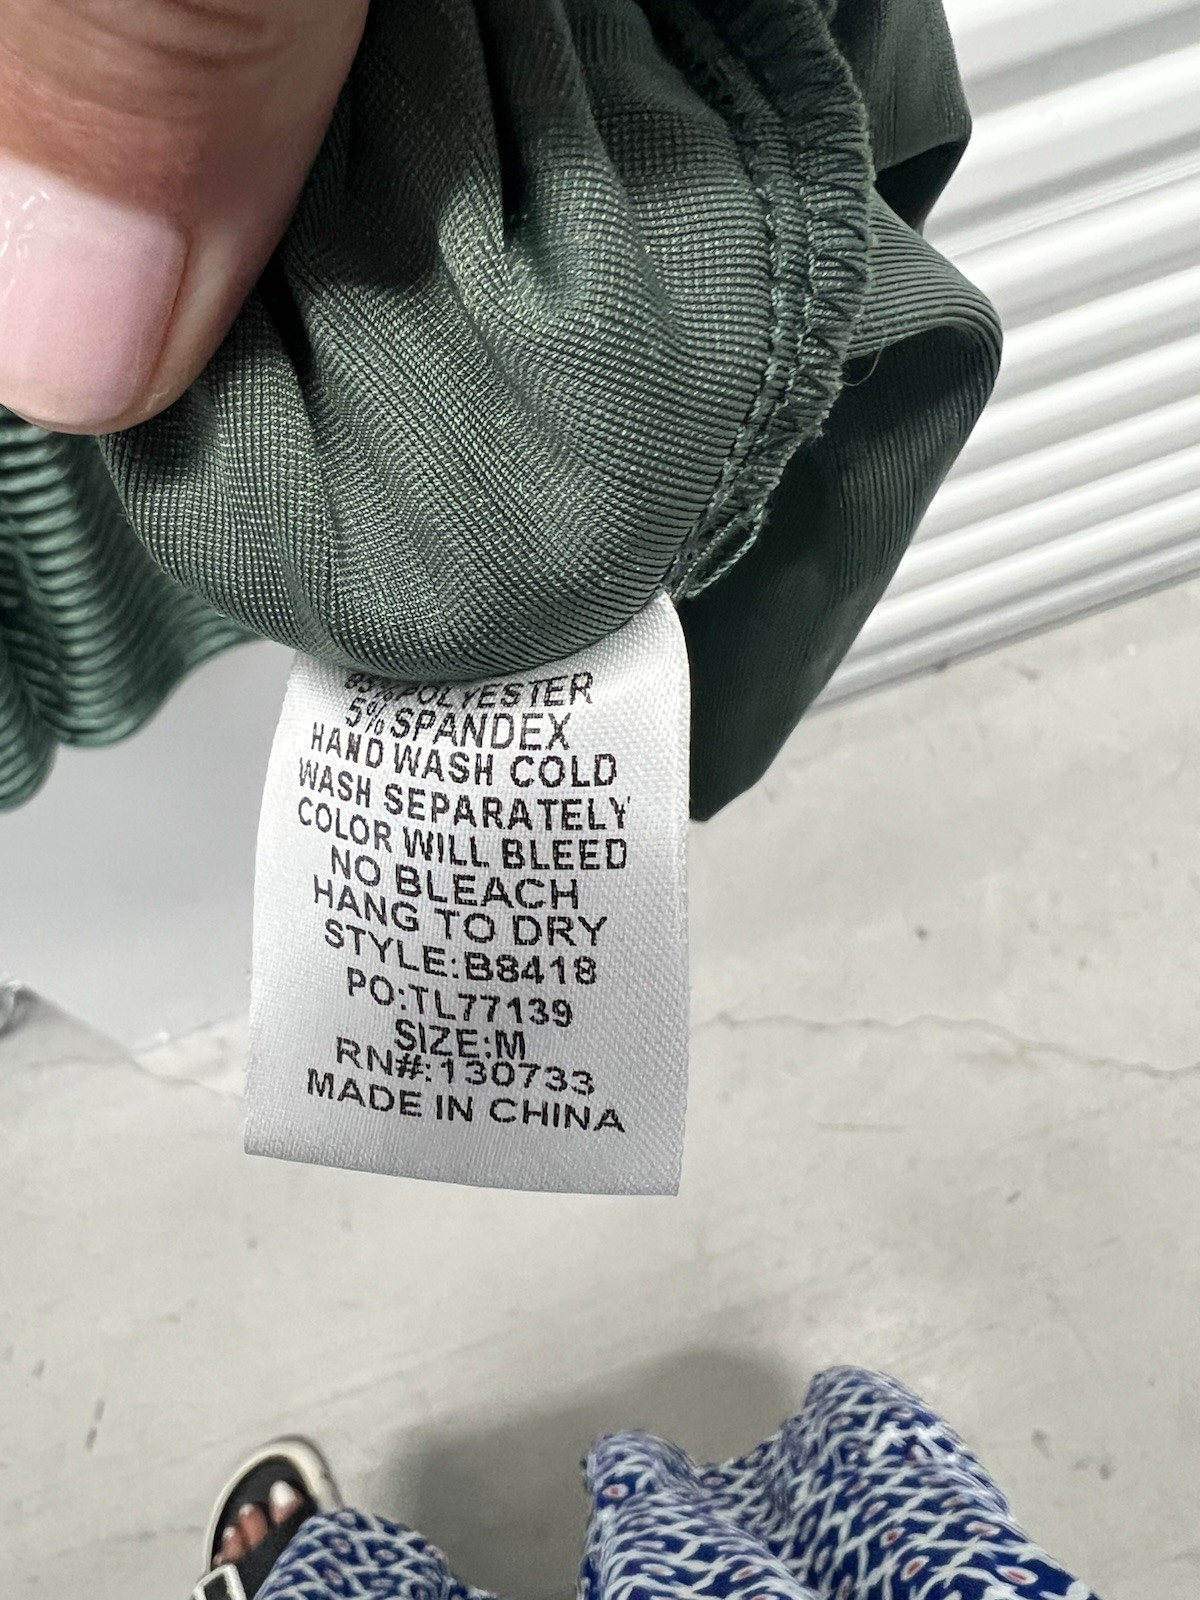 POLYESTER
5% SPANDEX
HAND WASH COLD
WASH SEPARATELY
COLOR WILL BLEED
NO BLEACH
HANG TO DRY
STYLE:B8418
PO:TL77139
SIZE:M
RN#:130733
MADE IN CHINA